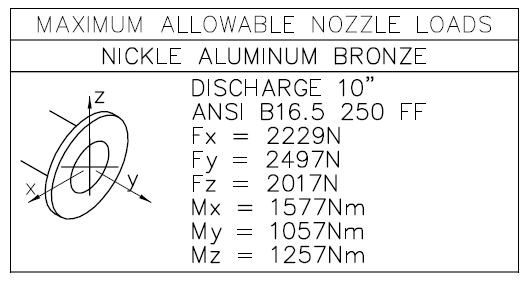 MAXIMUM ALLOWABLE NOZZLE LOADS
NICKLE ALUMINUM BRONZE
DISCHARGE 10”
ANSI B16.5 250 FF
Fx = 2229N
Fy = 2497N
Fz = 2017N
Mx = 1577Nm
My = 1057Nm
Mz = 1257Nm
z
x
y